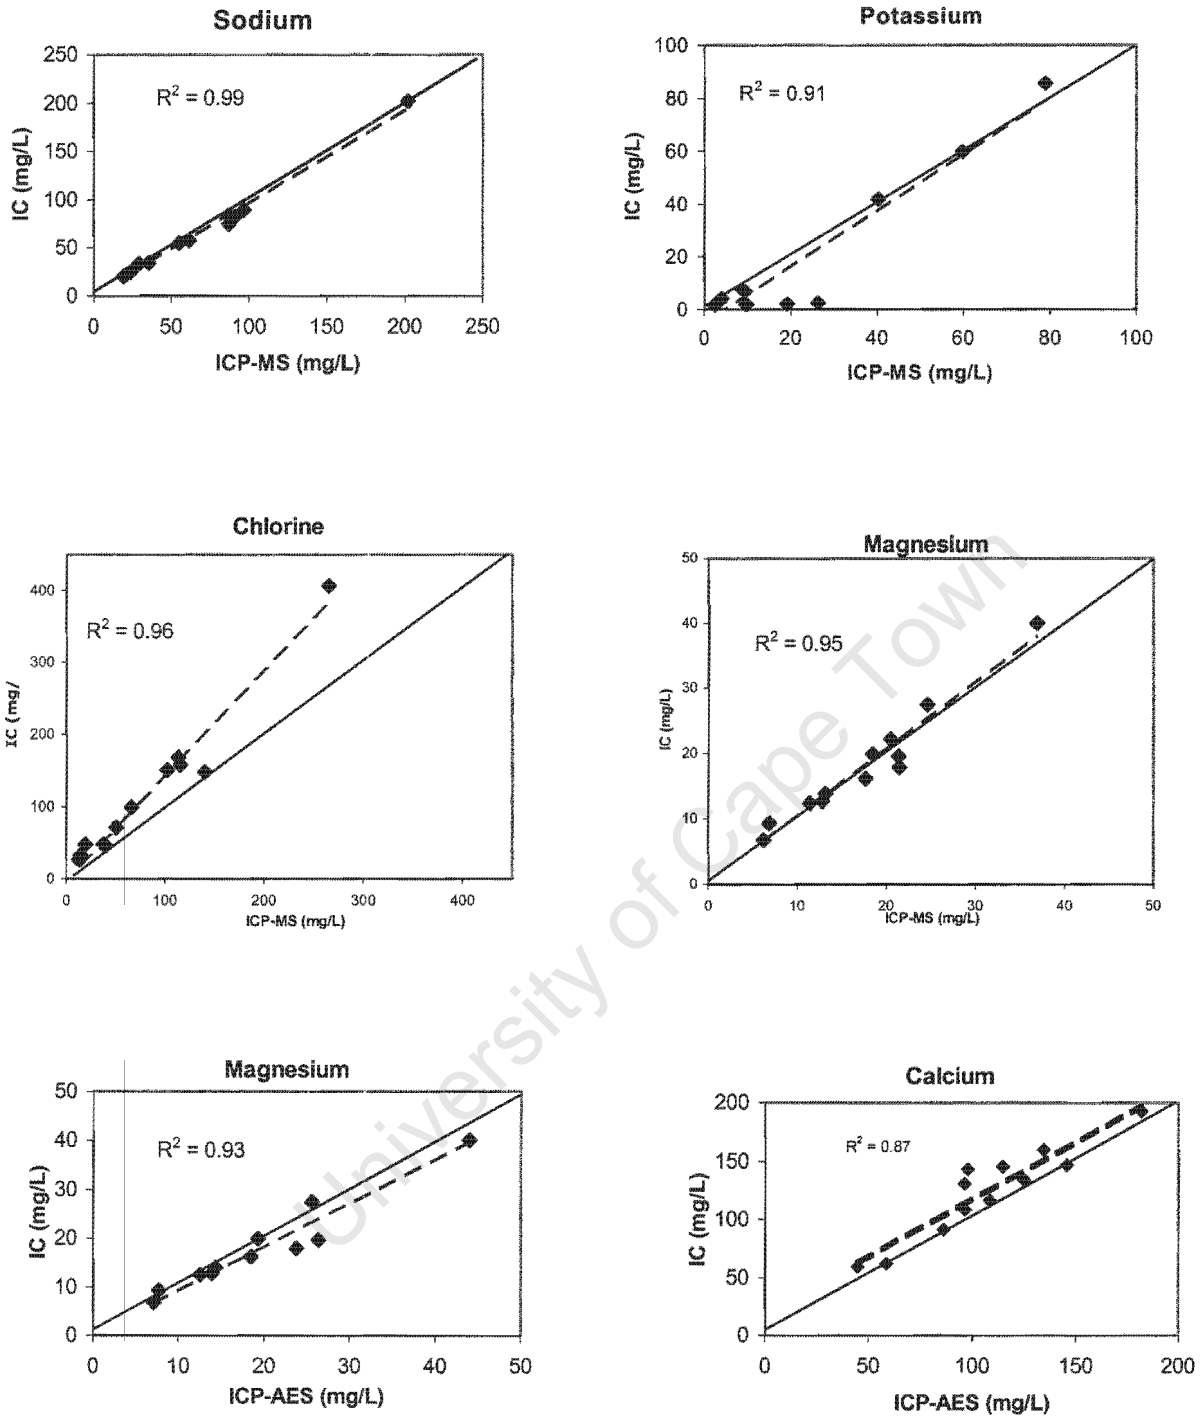 Sodium
250
200
150
100
50
0
R² = 0.99
IC (mg/L)
0 50 100 150 200 250
ICP-MS (mg/L)
Potassium
100
80
60
40
20
0
R² = 0.91
IC (mg/L)
0 20 40 60 80 100
ICP-MS (mg/L)
Chlorine
400
300
200
100
0
R² = 0.96
IC (mg/
0 100 200 300 400
ICP-MS (mg/L)
Magnesium
50
40
30
20
10
0
R² = 0.95
IC (mg/L)
0 10 20 30 40 50
ICP-MS (mg/L)
Magnesium
50
40
30
20
10
0
R² = 0.93
IC (mg/L)
0 10 20 30 40 50
ICP-AES (mg/L)
Calcium
200
150
100
50
0
R² = 0.87
IC (mg/L)
0 50 100 150 200
ICP-AES (mg/L)
University of Cape Town